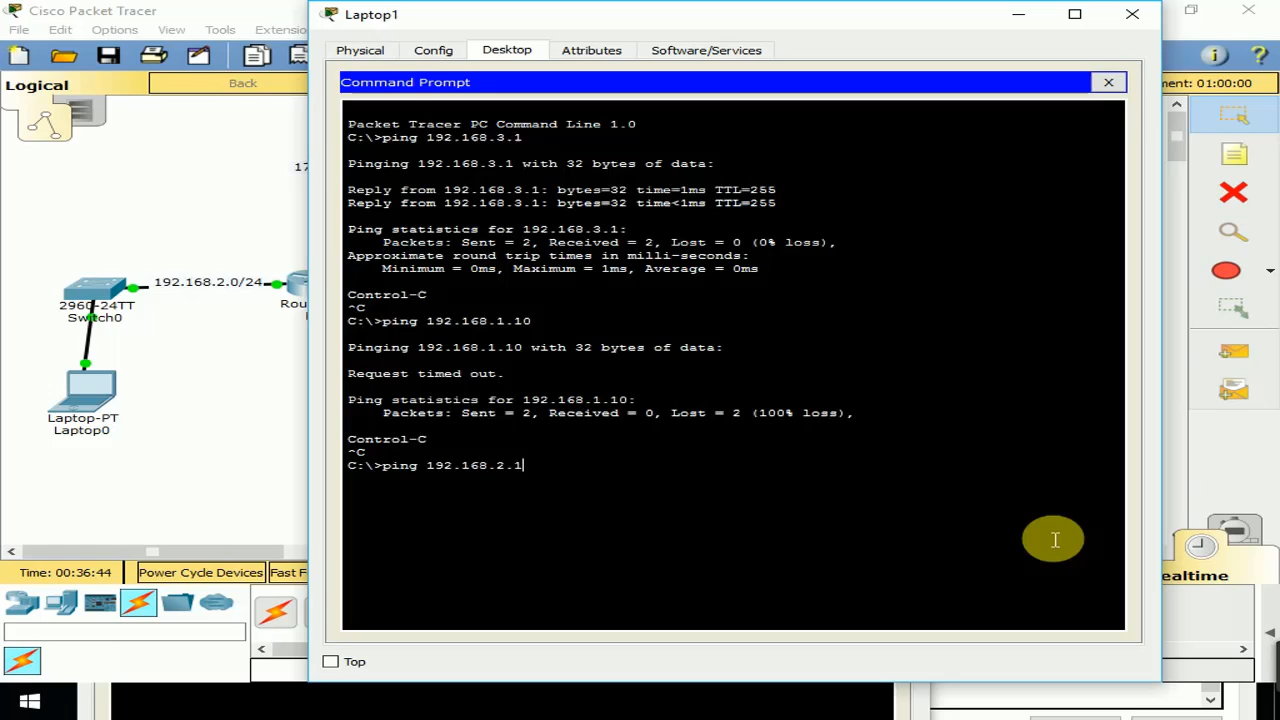 Cisco Packet Tracer
File Edit Options View Tools Extensio
Logical
Back
ment: 01:00:00
17
192.168.2.0/24
2960-24TT
Switch0
Rou
Laptop-PT
Laptop0
Laptop1
Physical Config Desktop Attributes Software/Services
Command Prompt
Packet Tracer PC Command Line 1.0
C:\>ping 192.168.3.1
Pinging 192.168.3.1 with 32 bytes of data:
Reply from 192.168.3.1: bytes=32 time=1ms TTL=255
Reply from 192.168.3.1: bytes=32 time<1ms TTL=255
Ping statistics for 192.168.3.1:
Packets: Sent = 2, Received = 2, Lost = 0 (0% loss),
Approximate round trip times in milli-seconds:
Minimum = 0ms, Maximum = 1ms, Average = 0ms
Control-C
^C
C:\>ping 192.168.1.10
Pinging 192.168.1.10 with 32 bytes of data:
Request timed out.
Ping statistics for 192.168.1.10:
Packets: Sent = 2, Received = 0, Lost = 2 (100% loss),
Control-C
^C
C:\>ping 192.168.2.1
Top
Time: 00:36:44 Power Cycle Devices Fast F
ealtime